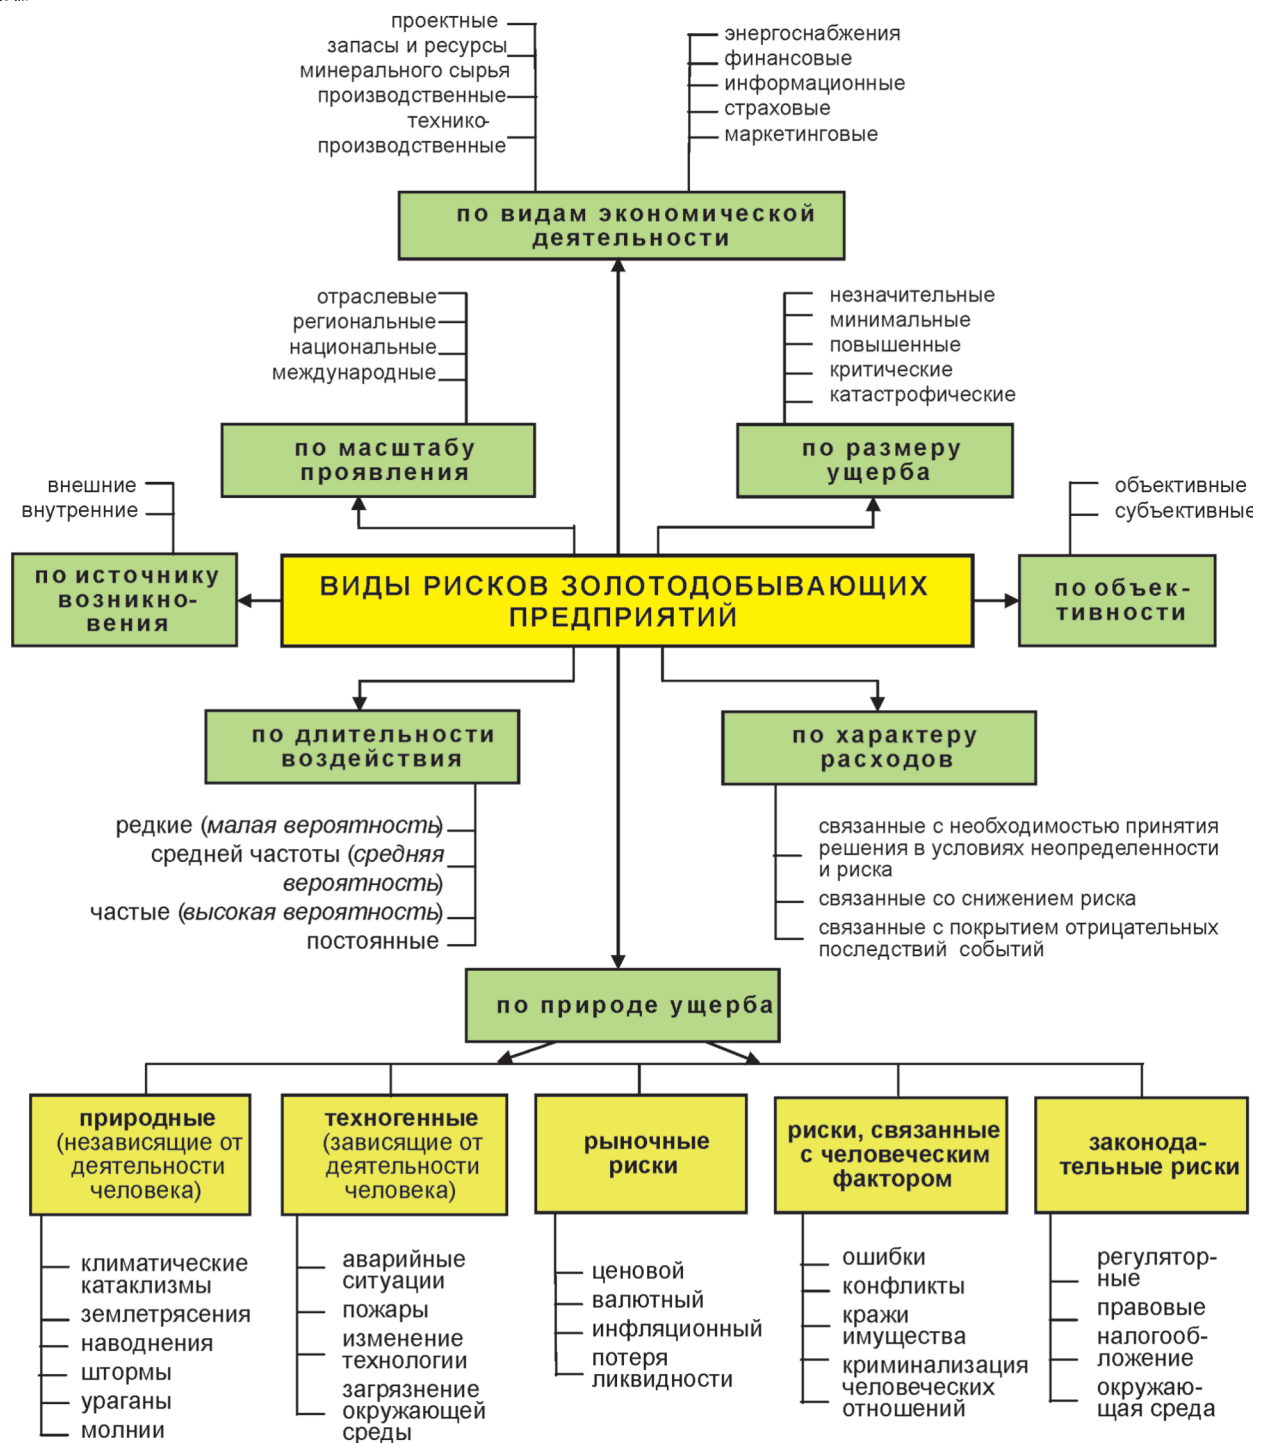 проектные
запасы и ресурсы
минерального сырья
производственные
технико-
производственные
энергоснабжения
финансовые
информационные
страховые
маркетинговые
по видам экономической
деятельности
отраслевые
региональные
национальные
международные
незначительные
минимальные
повышенные
критические
катастрофические
по масштабу
проявления
по размеру
ущерба
внешние
внутренние
объективные
субъективные
по источнику
возникно-
вения
ВИДЫ РИСКОВ ЗОЛОТОДОБЫВАЮЩИХ
ПРЕДПРИЯТИЙ
по объек-
тивности
по длительности
воздействия
по характеру
расходов
редкие (малая вероятность)
средней частоты (средняя
вероятность)
частые (высокая вероятность)
постоянные
связанные с необходимостью принятия
решения в условиях неопределенности
и риска
связанные со снижением риска
связанные с покрытием отрицательных
последствий событий
по природе ущерба
природные
(независящие от
деятельности
человека)
техногенные
(зависящие от
деятельности
человека)
рыночные
риски
риски, связанные
с человеческим
фактором
законода-
тельные риски
климатические
катаклизмы
землетрясения
наводнения
штормы
ураганы
молнии
аварийные
ситуации
пожары
изменение
технологии
загрязнение
окружающей
среды
ценовой
валютный
инфляционный
потеря
ликвидности
ошибки
конфликты
кражи
имущества
криминализация
человеческих
отношений
регулятор-
ные
правовые
налогооб-
ложение
окружаю-
щая среда